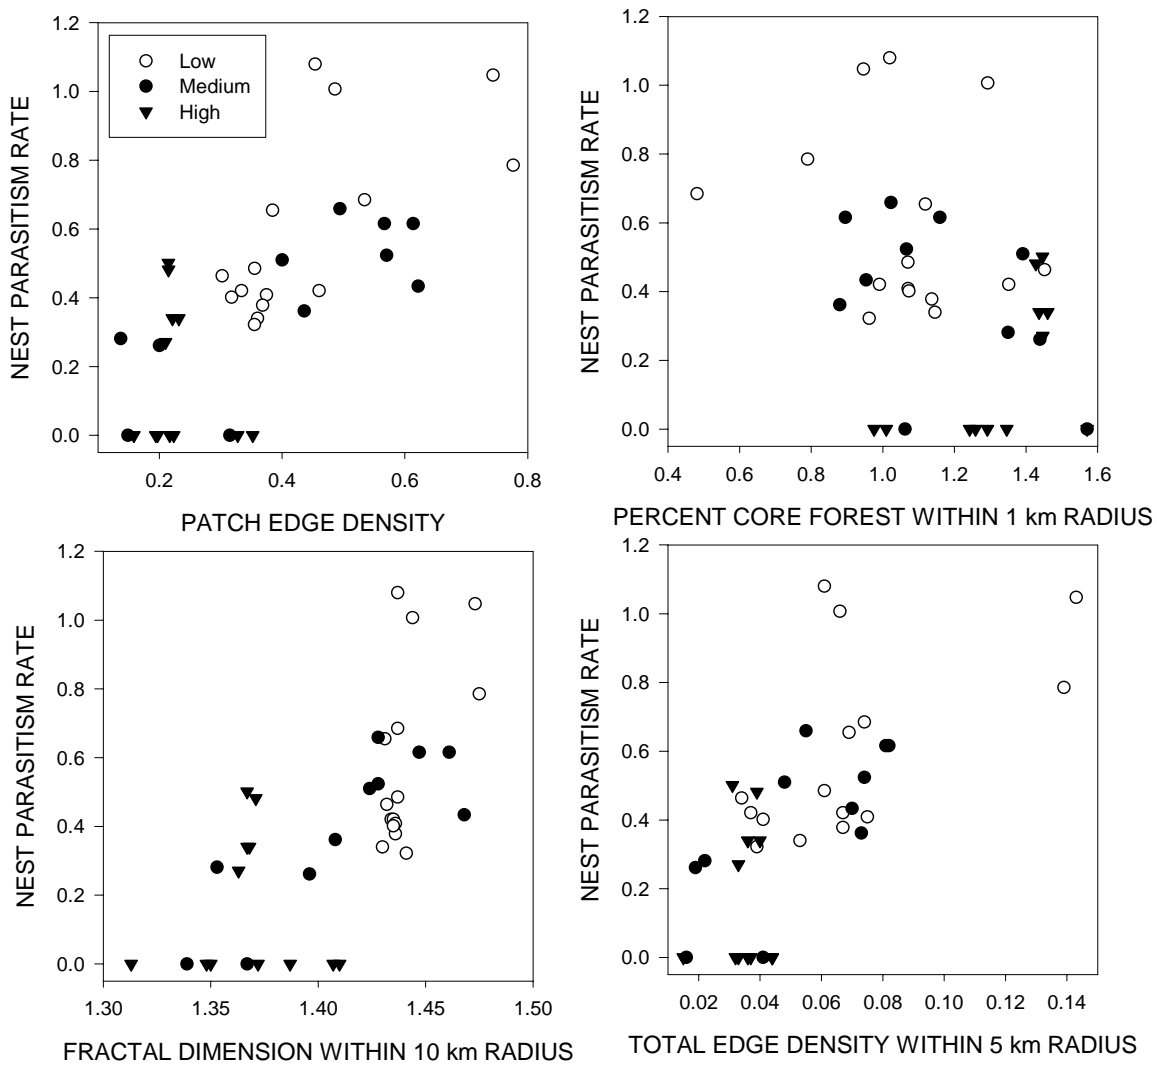 1.2
1.0
0.8
0.6
0.4
0.2
0.0
NEST PARASITISM RATE
Low
Medium
High
0.2 0.4 0.6 0.8
PATCH EDGE DENSITY
1.2
1.0
0.8
0.6
0.4
0.2
0.0
NEST PARASITISM RATE
0.4 0.6 0.8 1.0 1.2 1.4 1.6
PERCENT CORE FOREST WITHIN 1 km RADIUS
1.2
1.0
0.8
0.6
0.4
0.2
0.0
NEST PARASITISM RATE
1.30 1.35 1.40 1.45 1.50
FRACTAL DIMENSION WITHIN 10 km RADIUS
1.2
1.0
0.8
0.6
0.4
0.2
0.0
NEST PARASITISM RATE
0.02 0.04 0.06 0.08 0.10 0.12 0.14
TOTAL EDGE DENSITY WITHIN 5 km RADIUS